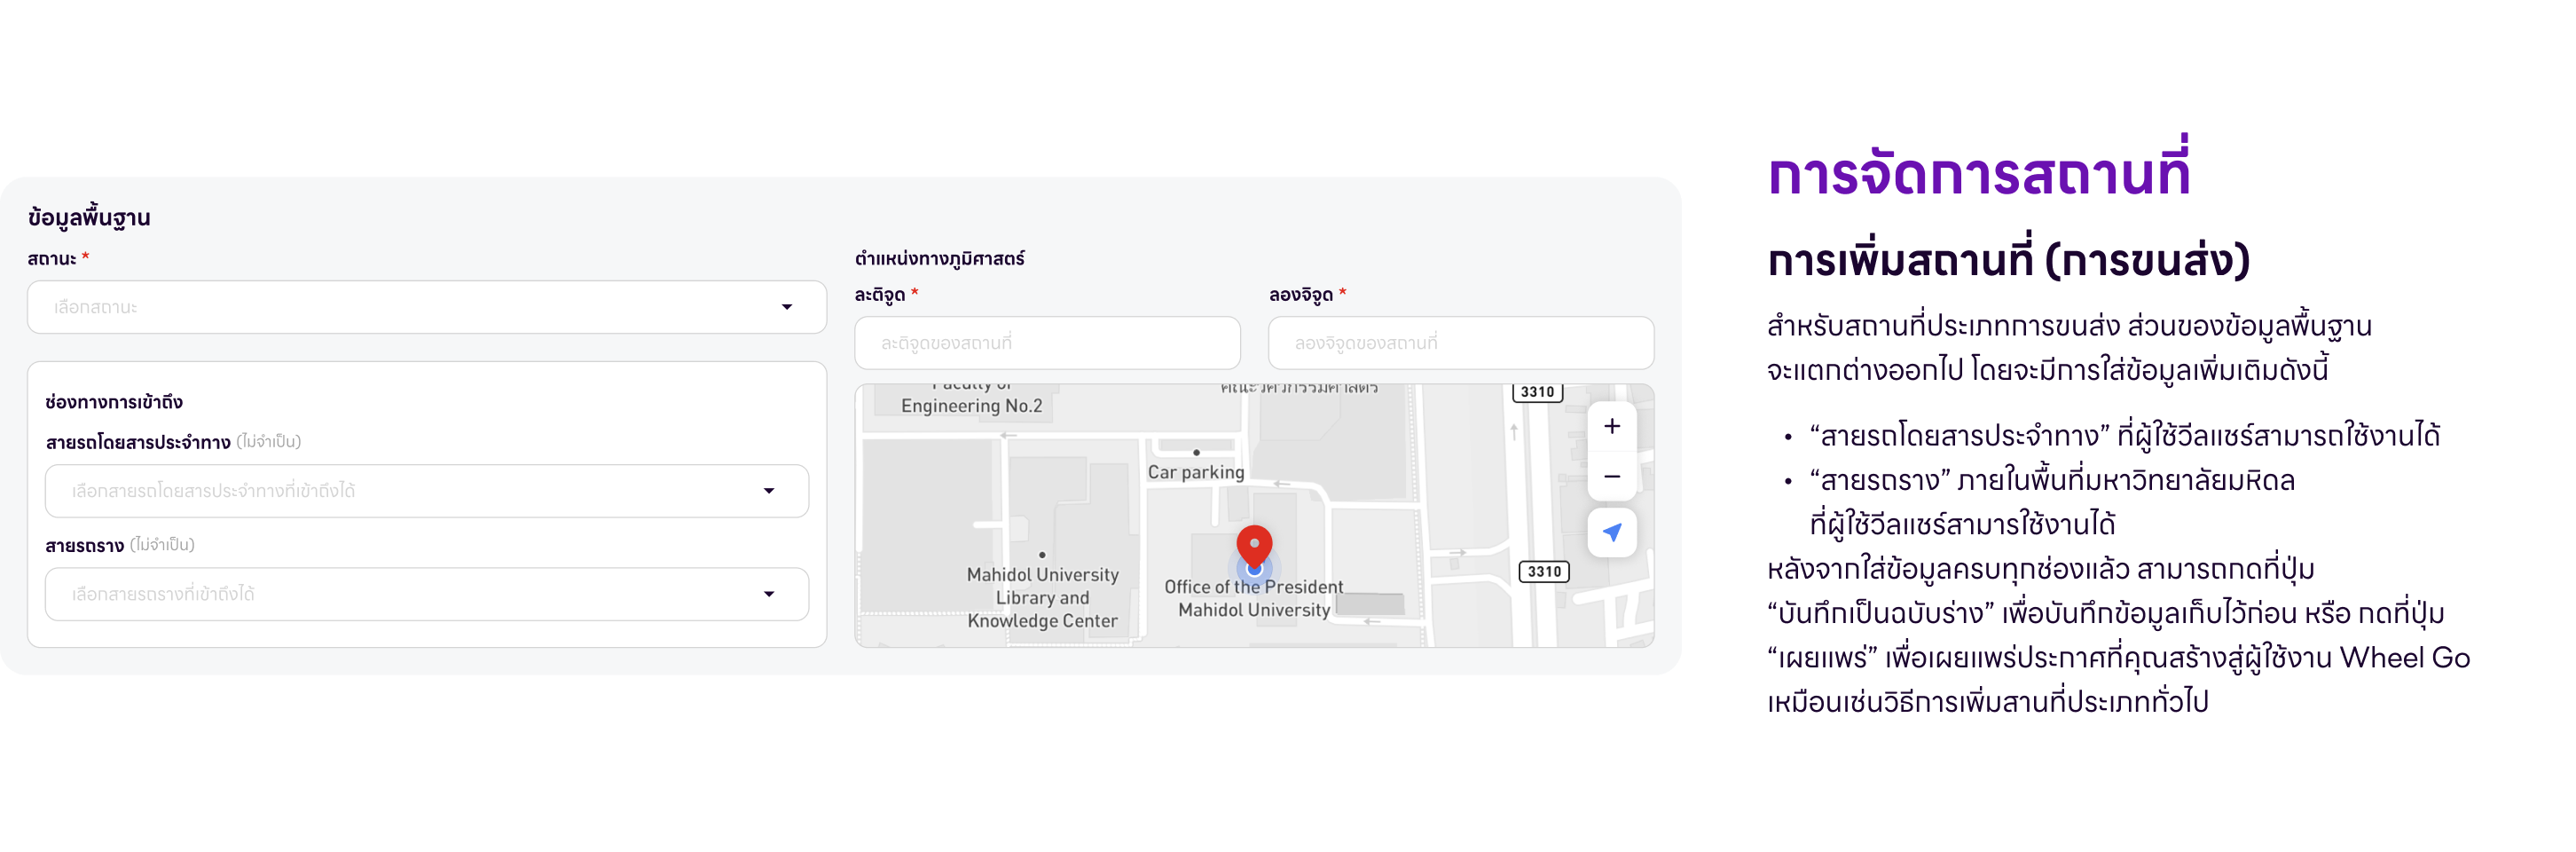 ข้อมูลพื้นฐาน
สถานะ *
เลือกสถานะ
ช่องทางการเข้าถึง
สายรถโดยสารประจำทาง (ไม่จำเป็น)
เลือกสายรถโดยสารประจำทางที่เข้าถึงได้
สายรถราง (ไม่จำเป็น)
เลือกสายรถรางที่เข้าถึงได้
ตำแหน่งทางภูมิศาสตร์
ละติจูด *
ลองจิจูด *
ละติจูดของสถานที่
ลองจิจูดของสถานที่
Faculty of
Engineering No.2
คณะวิศวกรรมศาสตร์
3310
Car parking
Mahidol University
Library and
Knowledge Center
Office of the President
Mahidol University
3310
การจัดการสถานที่
การเพิ่มสถานที่ (การขนส่ง)
สำหรับสถานที่ประเภทการขนส่ง ส่วนของข้อมูลพื้นฐาน
จะแตกต่างออกไป โดยจะมีการใส่ข้อมูลเพิ่มเติมดังนี้
• “สายรถโดยสารประจำทาง” ที่ผู้ใช้วีลแชร์สามารถใช้งานได้
• “สายรถราง” ภายในพื้นที่มหาวิทยาลัยมหิดล
ที่ผู้ใช้วีลแชร์สามารใช้งานได้
หลังจากใส่ข้อมูลครบทุกช่องแล้ว สามารถกดที่ปุ่ม
“บันทึกเป็นฉบับร่าง” เพื่อบันทึกข้อมูลเก็บไว้ก่อน หรือ กดที่ปุ่ม
“เผยแพร่” เพื่อเผยแพร่ประกาศที่คุณสร้างสู่ผู้ใช้งาน Wheel Go
เหมือนเช่นวิธีการเพิ่มสานที่ประเภททั่วไป